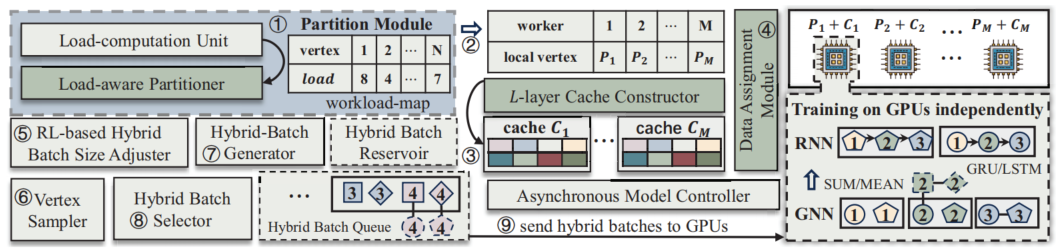 ① Partition Module
Load-computation Unit
Load-aware Partitioner
vertex 1 2 ... N
load 8 4 ... 7
workload-map
②
worker 1 2 ... M
local vertex P1 P2 ... PM
L-layer Cache Constructor
③
cache C1 ... cache CM
Asynchronous Model Controller
Data Assignment Module ④
P1 + C1 P2 + C2 ... PM + CM
...
Training on GPUs independently
RNN 1 2 3 1 2 3
GRU/LSTM
SUM/MEAN 2 2
GNN 1 1 2 2 3 3
⑤ RL-based Hybrid
Batch Size Adjuster
Hybrid-Batch
⑦ Generator
Hybrid Batch
Reservoir
⑥ Vertex
Sampler
Hybrid Batch
⑧ Selector
... 3 3 4 4
4 4
Hybrid Batch Queue
⑨ send hybrid batches to GPUs